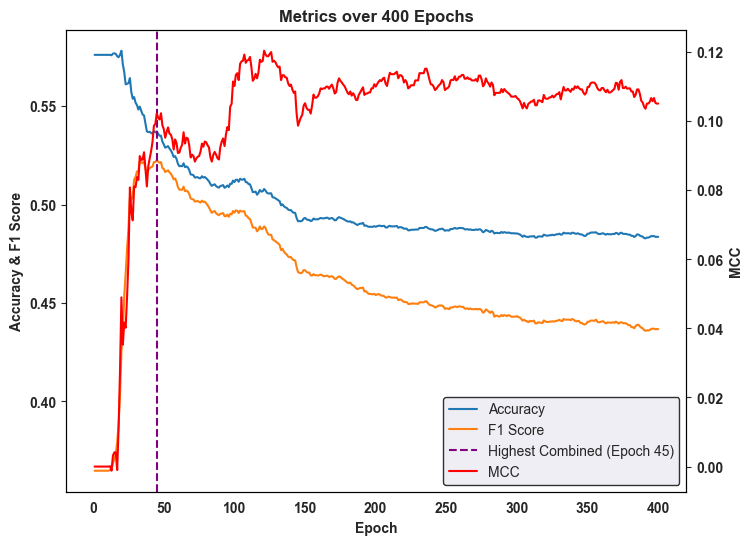 Metrics over 400 Epochs
Accuracy & F1 Score
0.55
0.50
0.45
0.40
0.12
0.10
0.08
0.06
0.04
0.02
0.00
MCC
Accuracy
F1 Score
Highest Combined (Epoch 45)
MCC
0 50 100 150 200 250 300 350 400
Epoch